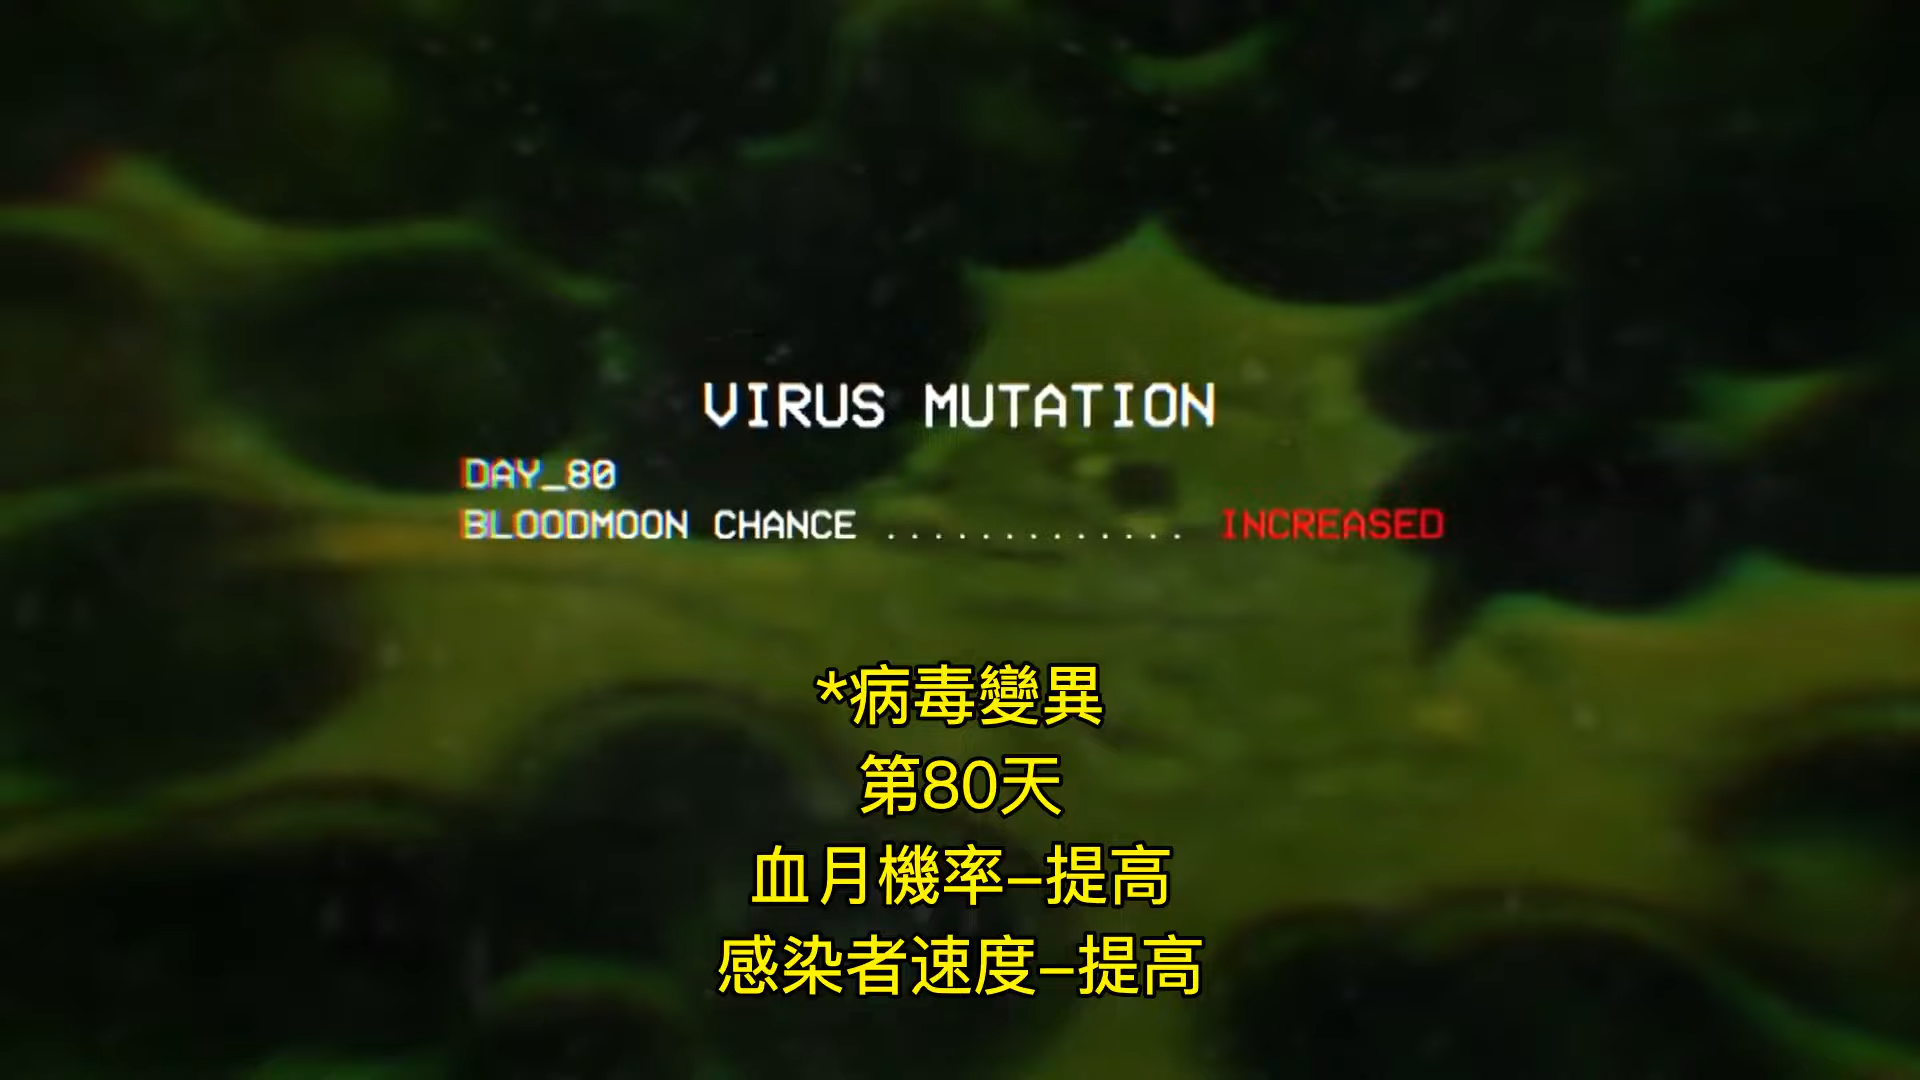 VIRUS MUTATION
DAY_80
BLOODMOON CHANCE ............. INCREASED
*病毒變異
第80天
血月機率–提高
感染者速度–提高